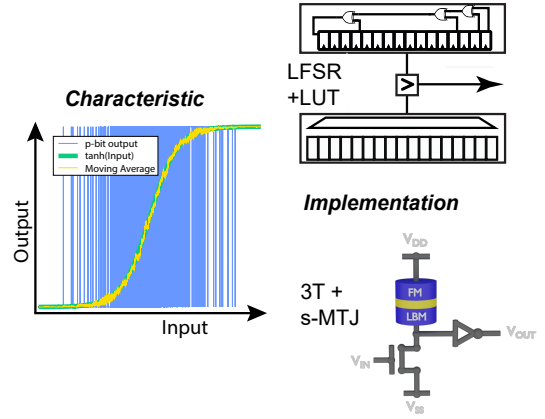 Characteristic
Output
p-bit output
tanh(Input)
Moving Average
Input
LFSR
+LUT
>
Implementation
3T +
s-MTJ
VDD
FM
LBM
VIN
VOUT
VSS